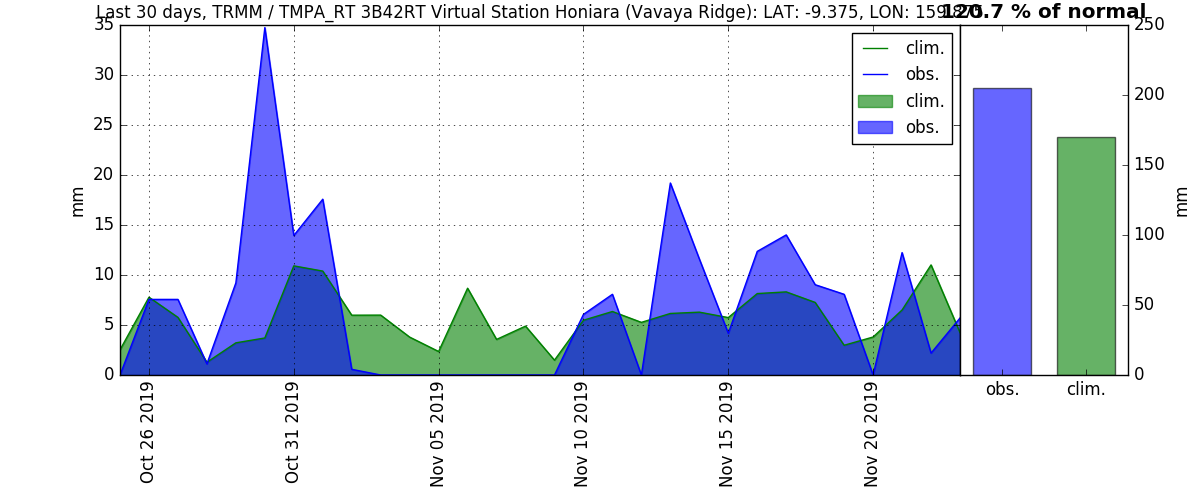 Last 30 days, TRMM / TMPA_RT 3B42RT Virtual Station Honiara (Vavaya Ridge): LAT: -9.375, LON:
120.7 % of normal
35
30
25
20
15
10
5
0
mm
clim.
obs.
clim.
obs.
250
200
150
100
50
0
mm
obs.
clim.
Oct 26 2019
Oct 31 2019
Nov 05 2019
Nov 10 2019
Nov 15 2019
Nov 20 2019